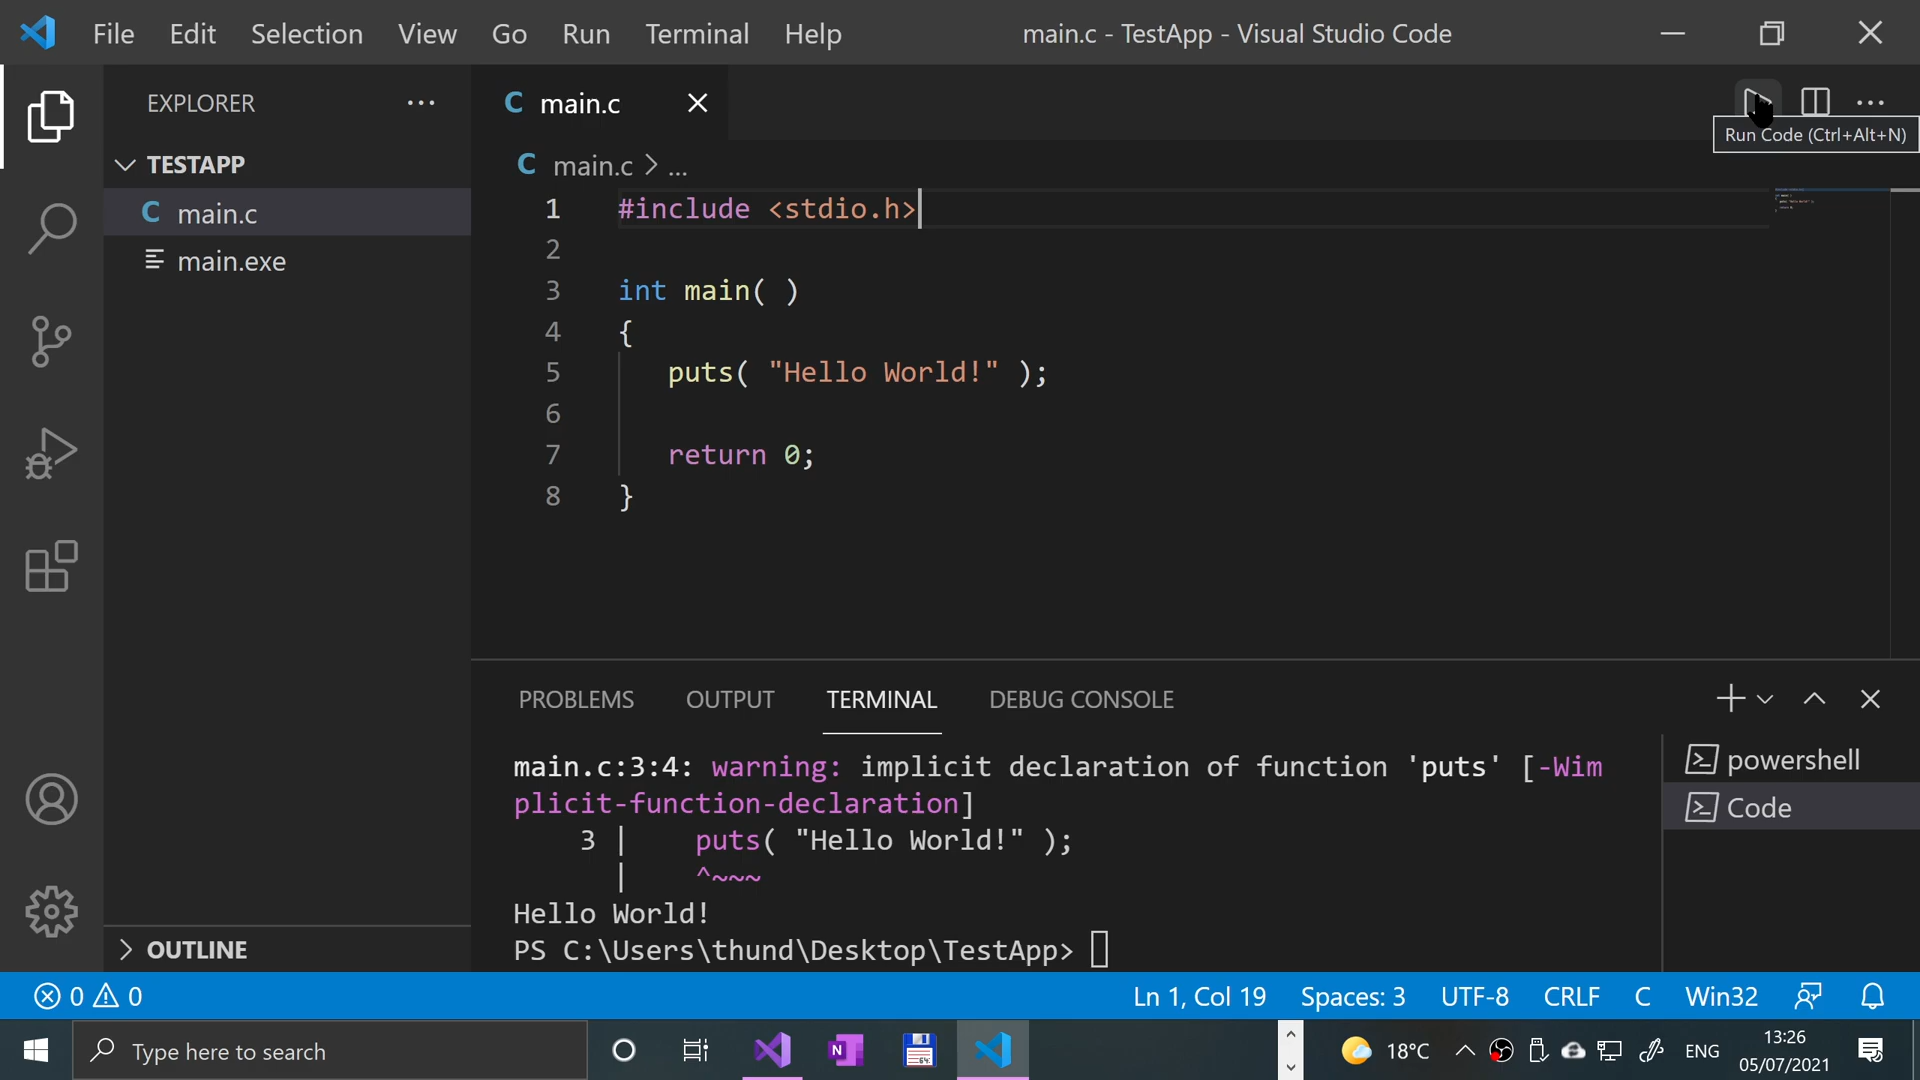 File Edit Selection View Go Run Terminal Help main.c - TestApp - Visual Studio Code
EXPLORER
C main.c
Run Code (Ctrl+Alt+N)
TESTAPP
C main.c > ...
C main.c
main.exe
1 #include <stdio.h>
2
3 int main( )
4 {
5 puts( "Hello World!" );
6
7 return 0;
8 }
PROBLEMS OUTPUT TERMINAL DEBUG CONSOLE
main.c:3:4: warning: implicit declaration of function 'puts' [-Wim
plicit-function-declaration]
3 | puts( "Hello World!" );
| ^~~~
Hello World!
PS C:\Users\thund\Desktop\TestApp>
powershell
Code
OUTLINE
0 0 Ln 1, Col 19 Spaces: 3 UTF-8 CRLF C Win32
Type here to search
N
64
18°C
ENG
13:26
05/07/2021